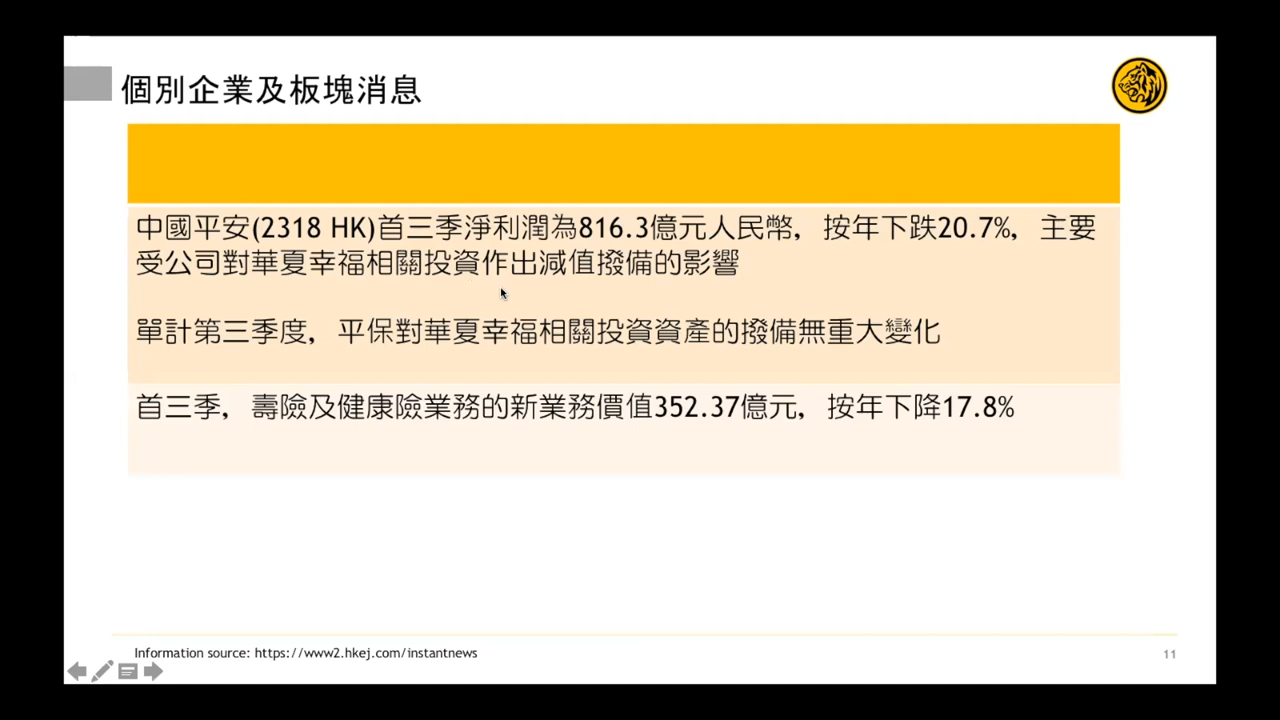 個別企業及板塊消息
中國平安(2318 HK)首三季淨利潤為816.3億元人民幣，按年下跌20.7%，主要
受公司對華夏幸福相關投資作出減值撥備的影響
單計第三季度，平保對華夏幸福相關投資資產的撥備無重大變化
首三季，壽險及健康險業務的新業務價值352.37億元，按年下降17.8%
Information source: https://www2.hkej.com/instantnews
11